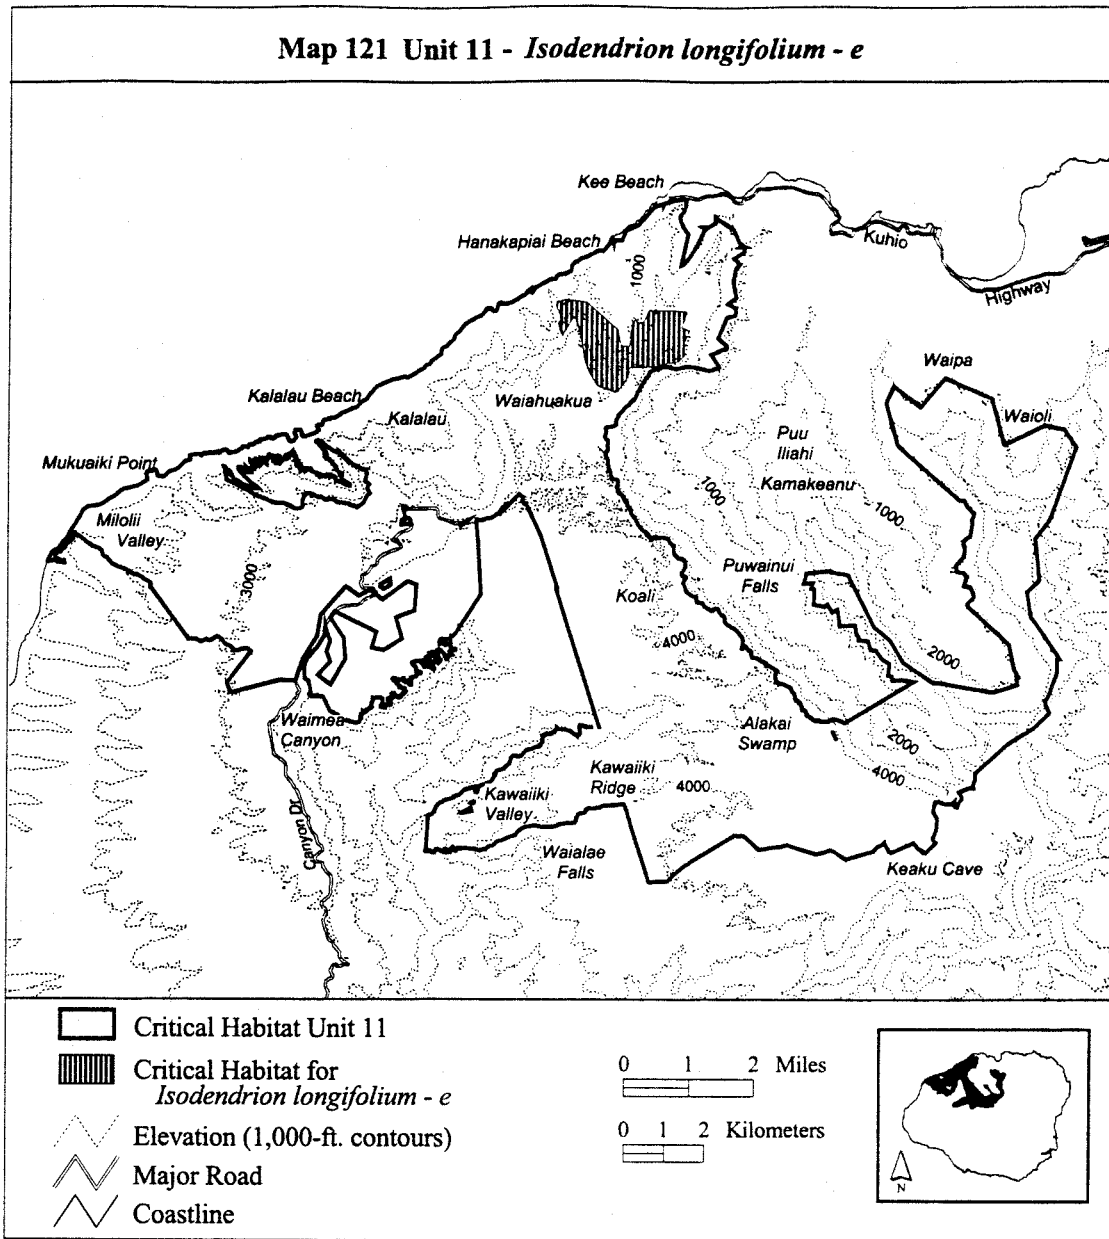 Map 121 Unit 11 - Isodendrion longifolium - e
Kee Beach
Hanakapiai Beach
Kuhio
1000
Highway
Waipa
Kalalau Beach
Kalalau
Waiahuakua
Waioli
Puu
Iliahi
Mukuaiki Point
Kamakeanu
1000
1000
Milolii
Valley
Puwainui
Falls
3000
Koali
4000
2000
Waimea
Canyon
Alakai
Swamp
2000
4000
Kawaiiki
Ridge
4000
Kawaiiki
Valley
Canyon Dr
Waialae
Falls
Keaku Cave
Critical Habitat Unit 11
Critical Habitat for
Isodendrion longifolium - e
Elevation (1,000-ft. contours)
Major Road
Coastline
0 1 2 Miles
0 1 2 Kilometers
N